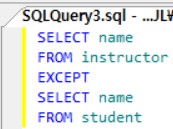 SQLQuery3.sql - ...JL¥
SELECT name
FROM instructor
EXCEPT
SELECT name
FROM student